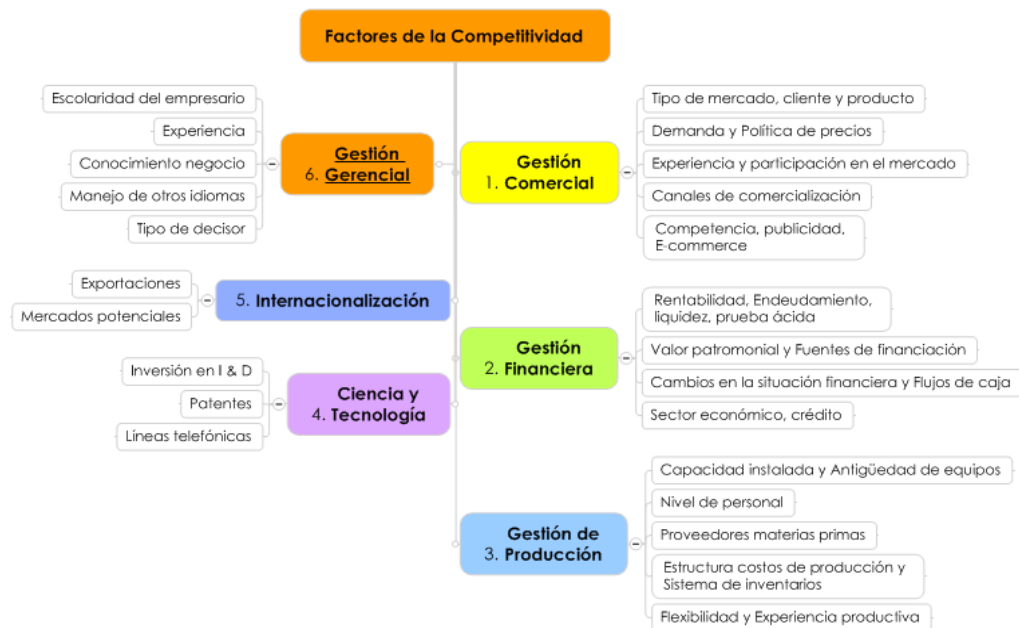 Factores de la Competitividad
Tipo de mercado, cliente y producto
Demanda y Política de precios
Gestión
1. Comercial
Experiencia y participación en el mercado
Canales de comercialización
Competencia, publicidad,
E-commerce
Rentabilidad, Endeudamiento,
liquidez, prueba ácida
Gestión
2. Financiera
Valor patromonial y Fuentes de financiación
Cambios en la situación financiera y Flujos de caja
Sector económico, crédito
Capacidad instalada y Antigüedad de equipos
Nivel de personal
Gestión de
3. Producción
Proveedores materias primas
Estructura costos de producción y
Sistema de inventarios
Flexibilidad y Experiencia productiva
Ciencia y
4. Tecnología
Inversión en I & D
Patentes
Líneas telefónicas
5. Internacionalización
Exportaciones
Mercados potenciales
Gestión
6. Gerencial
Escolaridad del empresario
Experiencia
Conocimiento negocio
Manejo de otros idiomas
Tipo de decisor